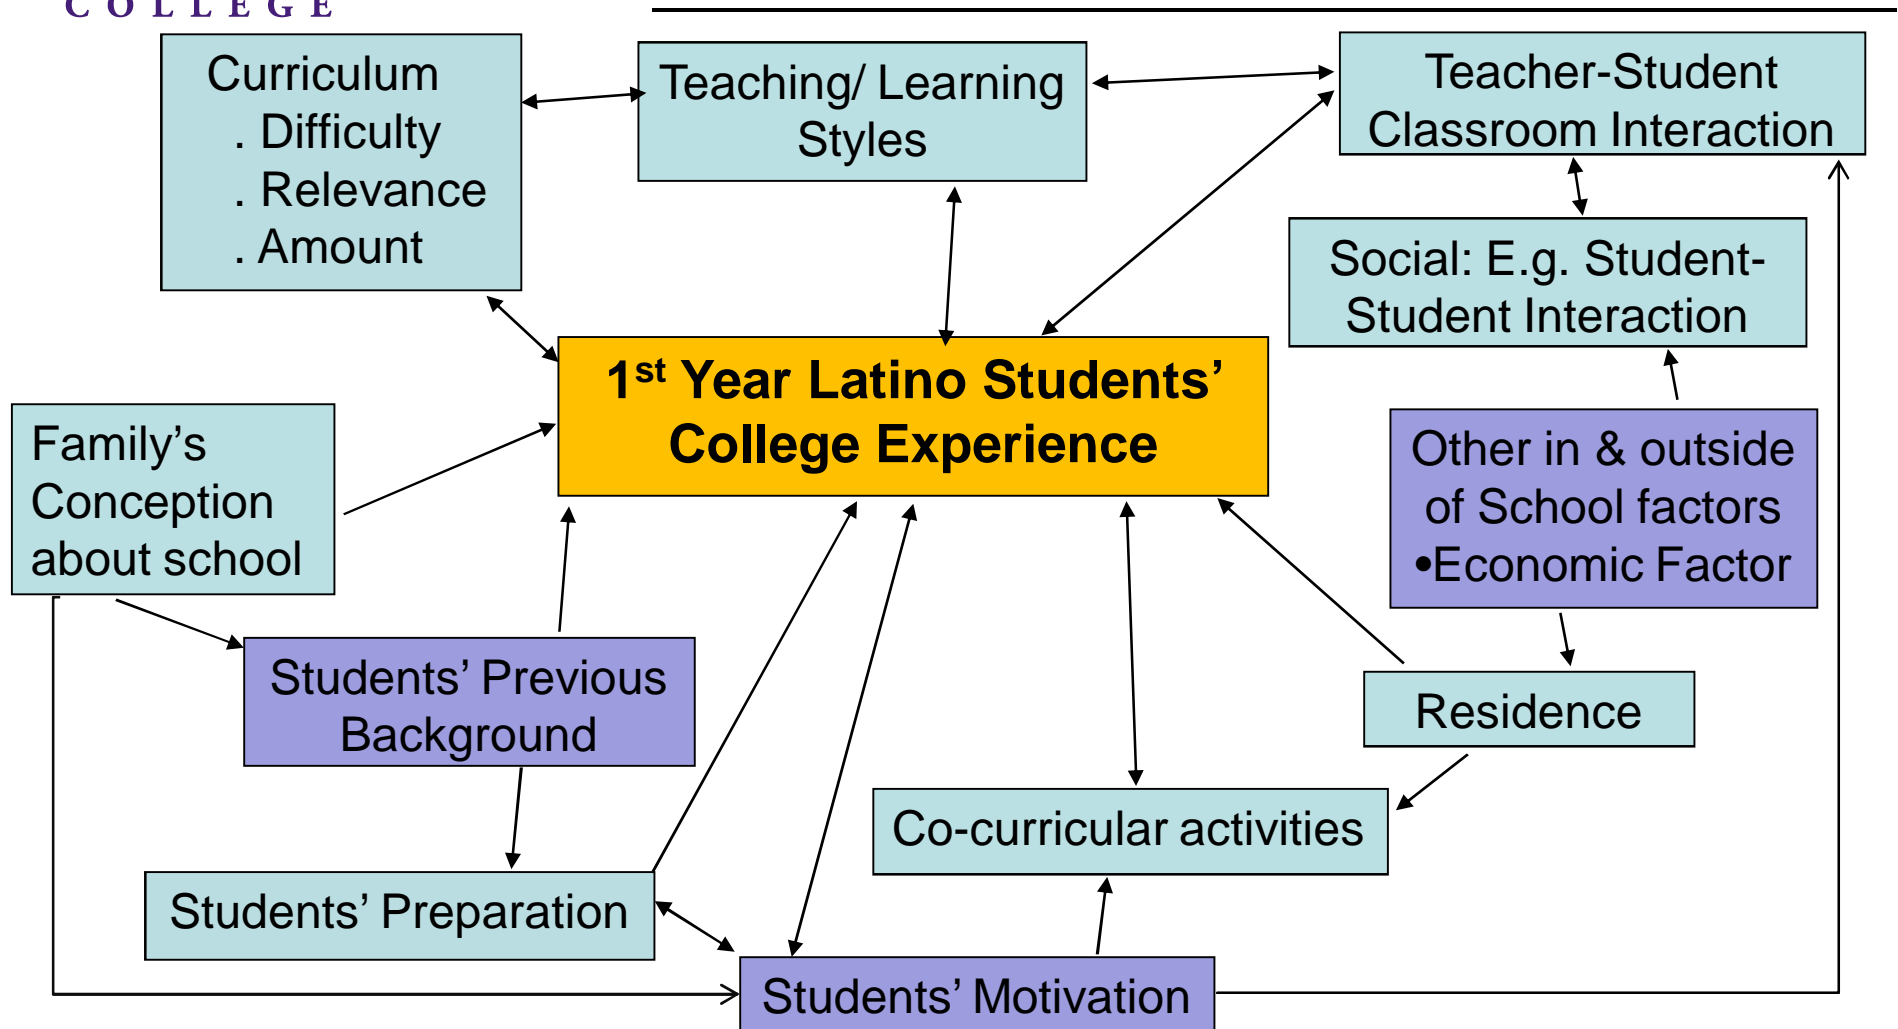 COLLEGE
Curriculum
. Difficulty
. Relevance
. Amount
Teaching/ Learning
Styles
Teacher-Student
Classroom Interaction
Social: E.g. Student-
Student Interaction
1st Year Latino Students’
College Experience
Family’s
Conception
about school
Other in & outside
of School factors
•Economic Factor
Students’ Previous
Background
Residence
Co-curricular activities
Students’ Preparation
Students’ Motivation